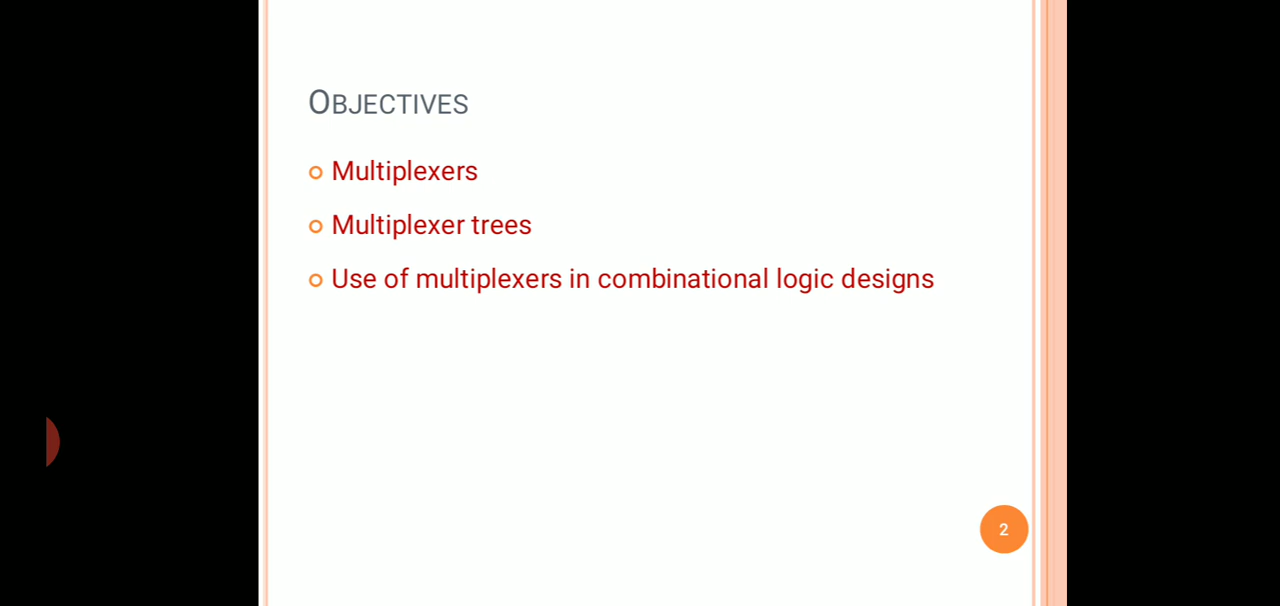 OBJECTIVES
Multiplexers
Multiplexer trees
Use of multiplexers in combinational logic designs
2